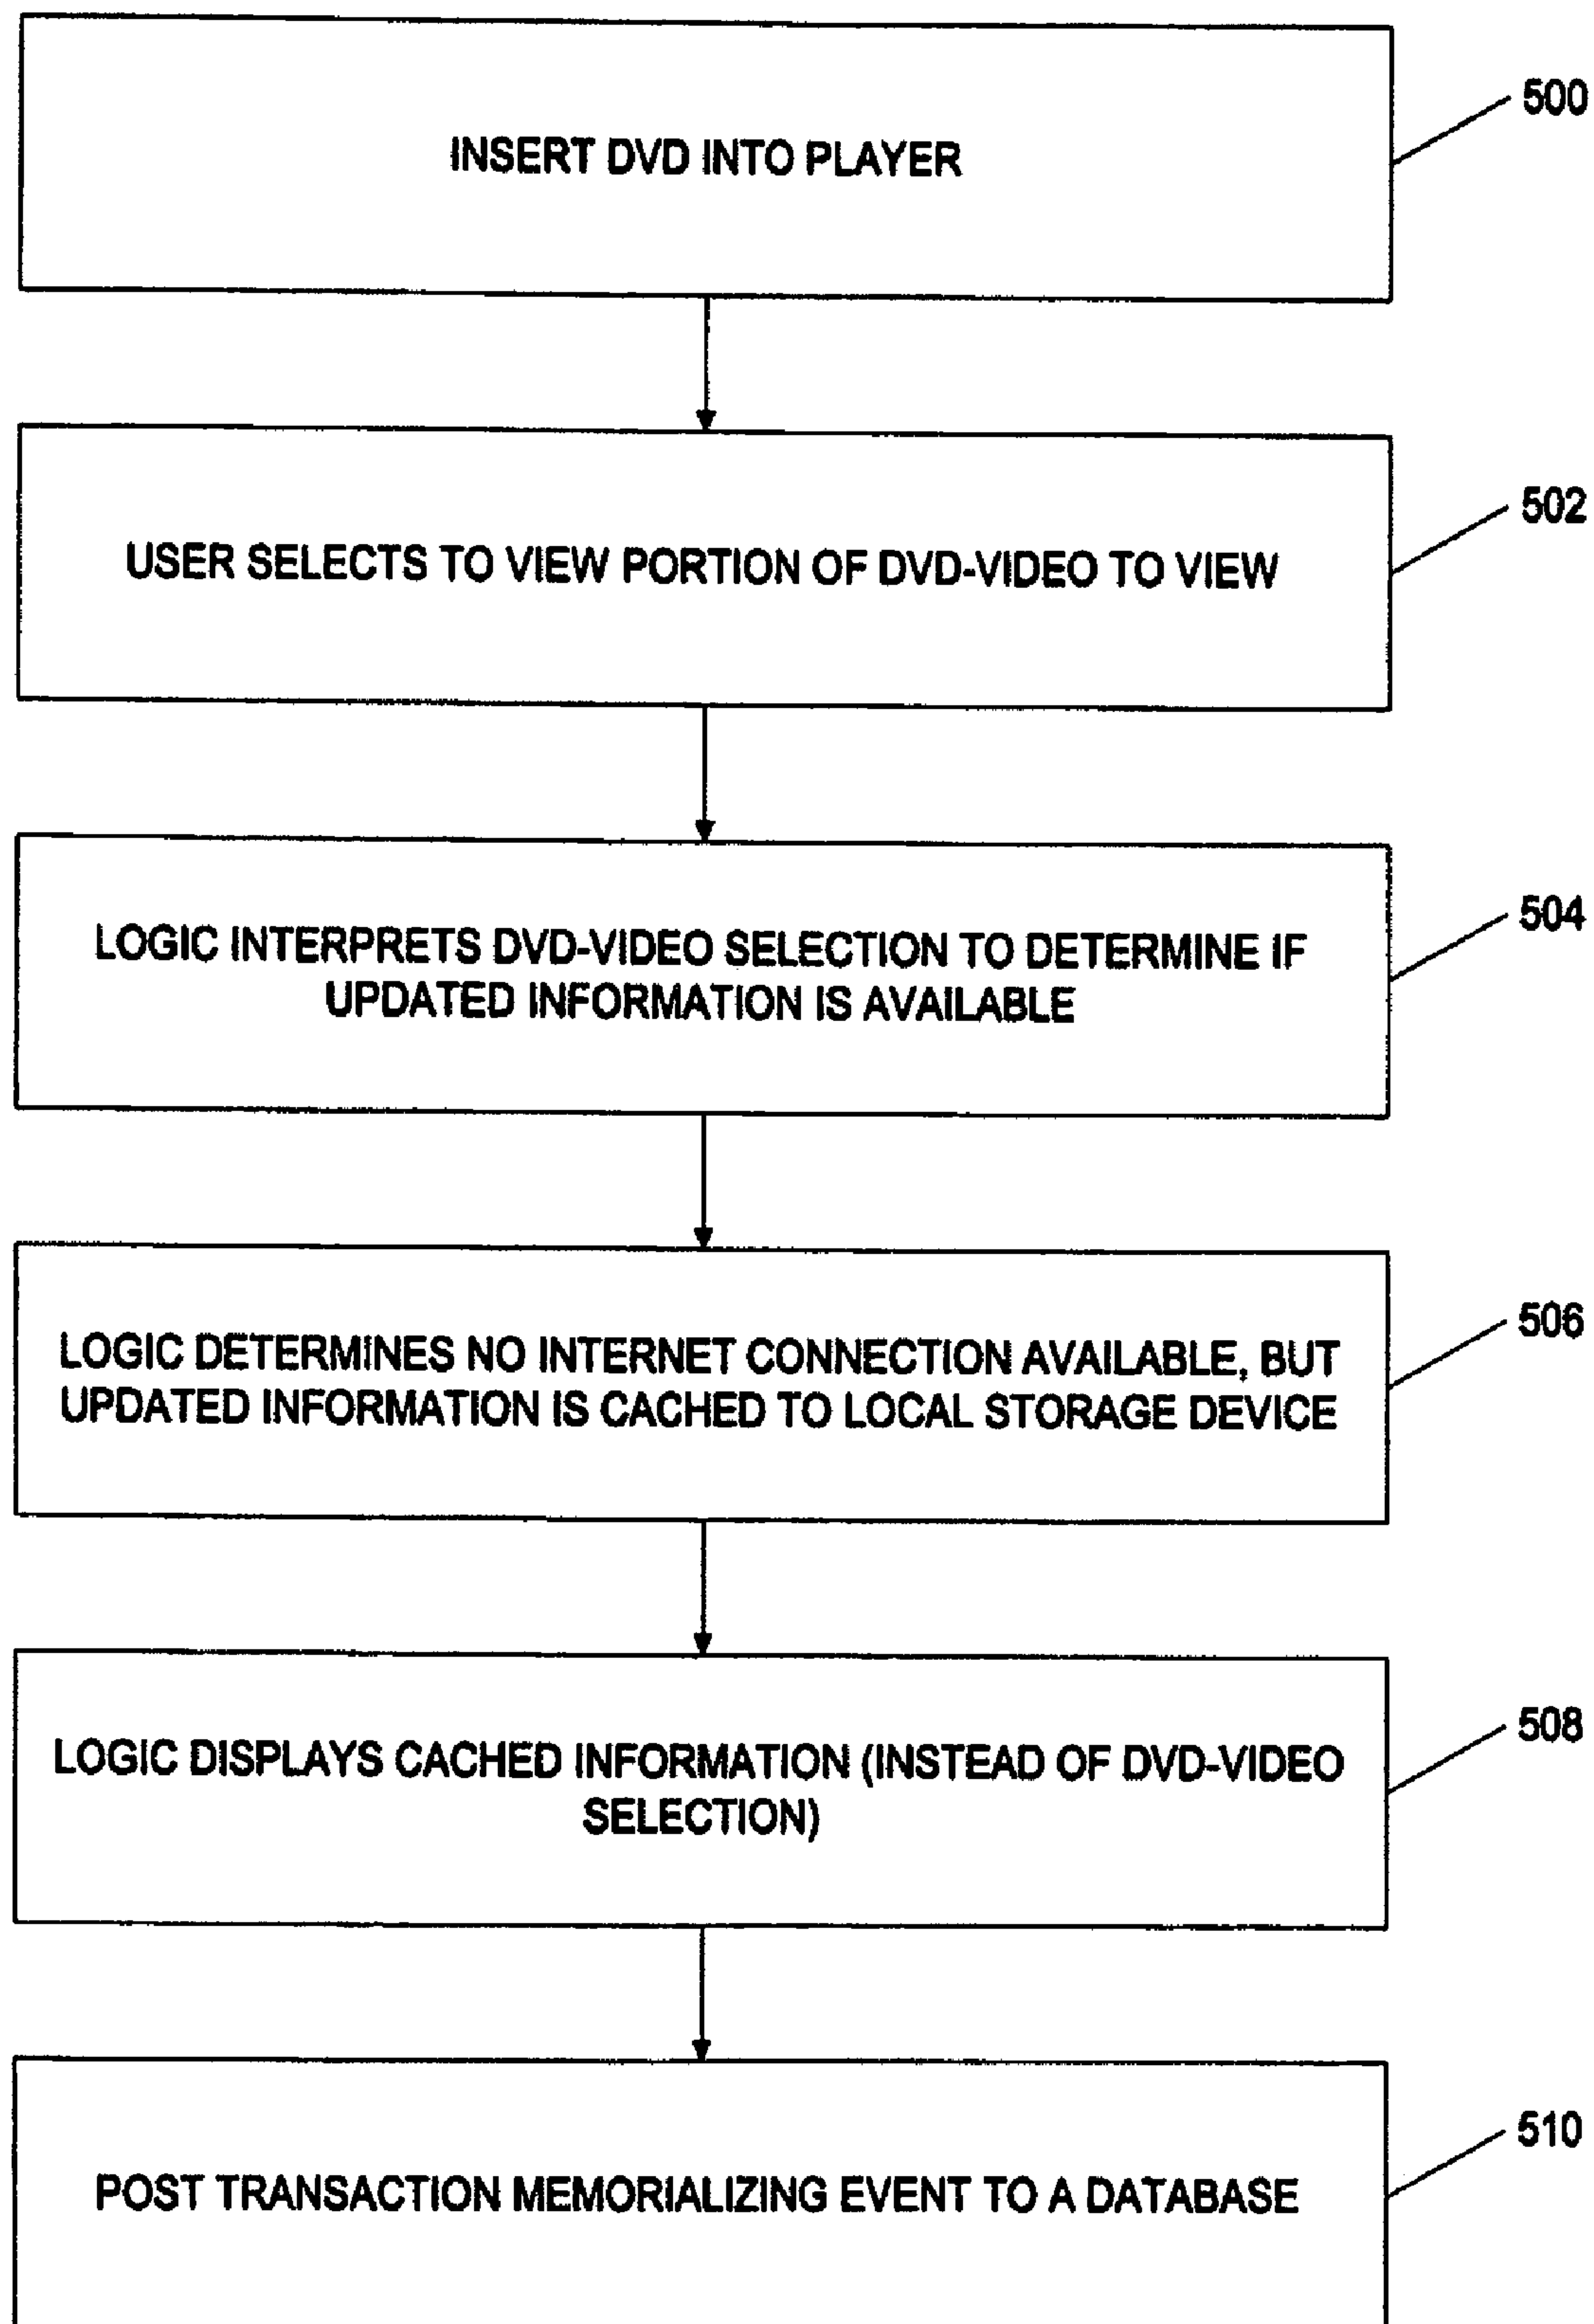 INSERT DVD INTO PLAYER
500
USER SELECTS TO VIEW PORTION OF DVD-VIDEO TO VIEW
502
LOGIC INTERPRETS DVD-VIDEO SELECTION TO DETERMINE IF
UPDATED INFORMATION IS AVAILABLE
504
LOGIC DETERMINES NO INTERNET CONNECTION AVAILABLE, BUT
UPDATED INFORMATION IS CACHED TO LOCAL STORAGE DEVICE
506
LOGIC DISPLAYS CACHED INFORMATION (INSTEAD OF DVD-VIDEO
SELECTION)
508
POST TRANSACTION MEMORIALIZING EVENT TO A DATABASE
510